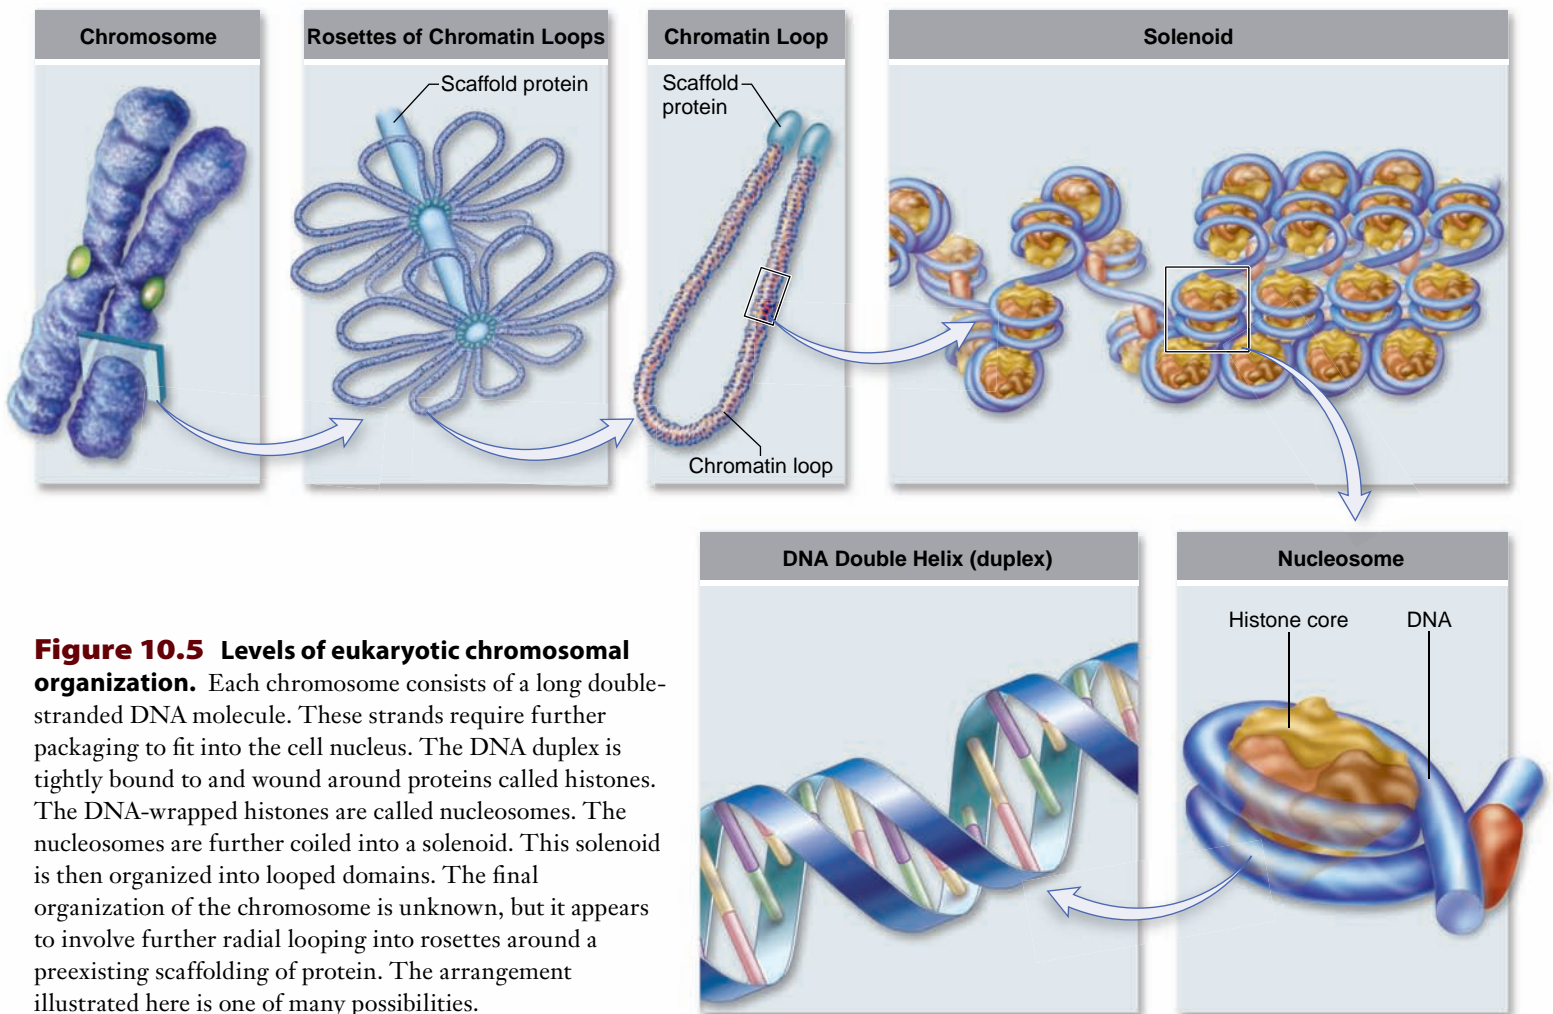 Chromosome
Rosettes of Chromatin Loops
Chromatin Loop
Solenoid
Scaffold protein
Scaffold
protein
Chromatin loop
DNA Double Helix (duplex)
Nucleosome
Histone core
DNA
Figure 10.5 Levels of eukaryotic chromosomal
organization. Each chromosome consists of a long double-
stranded DNA molecule. These strands require further
packaging to fit into the cell nucleus. The DNA duplex is
tightly bound to and wound around proteins called histones.
The DNA-wrapped histones are called nucleosomes. The
nucleosomes are further coiled into a solenoid. This solenoid
is then organized into looped domains. The final
organization of the chromosome is unknown, but it appears
to involve further radial looping into rosettes around a
preexisting scaffolding of protein. The arrangement
illustrated here is one of many possibilities.